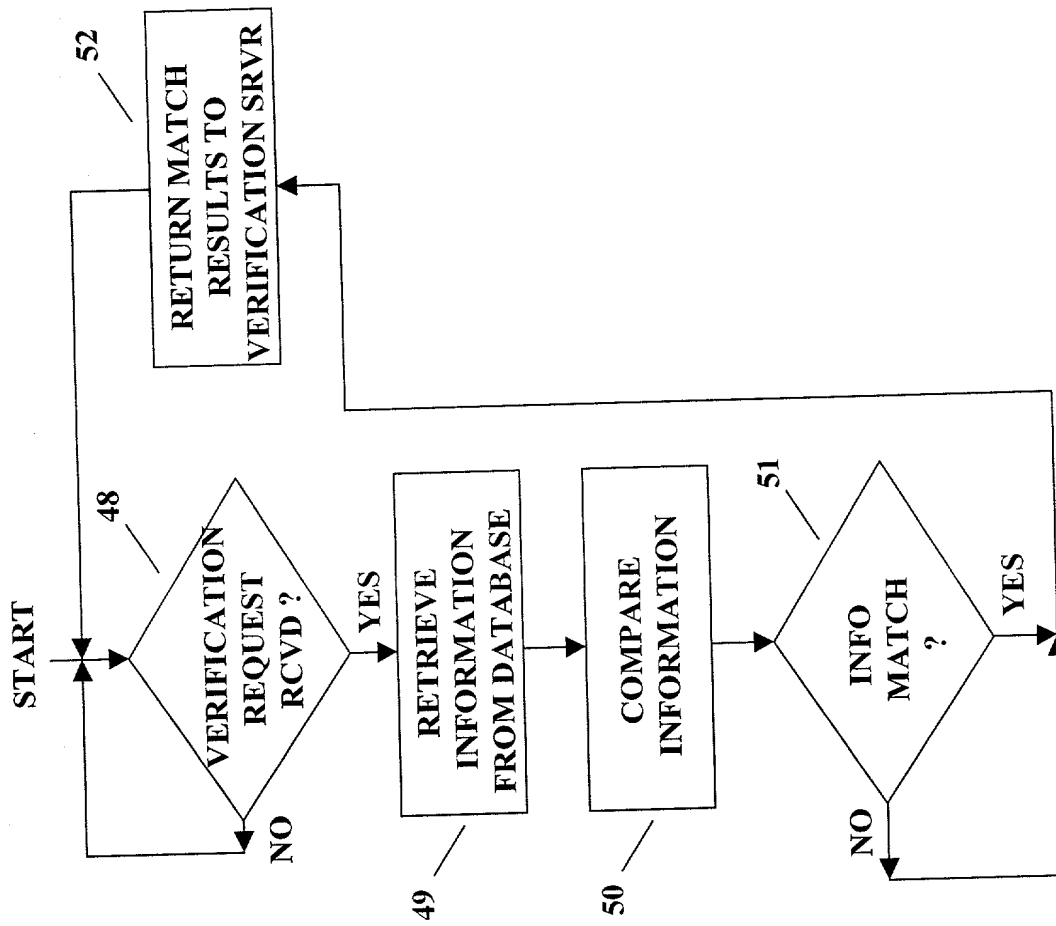 START
48
VERIFICATION
REQUEST
RCVD ?
NO
YES
49
RETRIEVE
INFORMATION
FROM DATABASE
50
COMPARE
INFORMATION
51
INFO
MATCH
?
NO
YES
52
RETURN MATCH
RESULTS TO
VERIFICATION SRVR